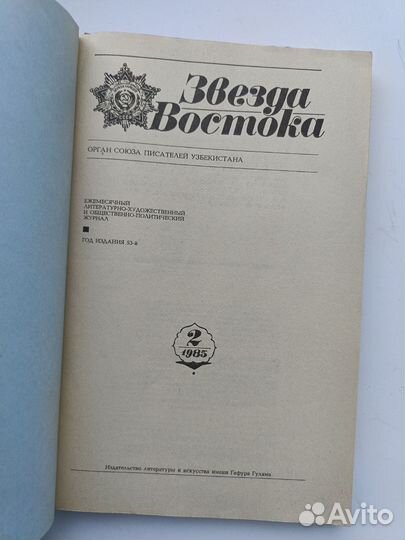 Звезда
Востока
ОРГАН СОЮЗА ПИСАТЕЛЕЙ УЗБЕКИСТАНА
ЕЖЕМЕСЯЧНЫЙ
ЛИТЕРАТУРНО-ХУДОЖЕСТВЕННЫЙ
И ОБЩЕСТВЕННО-ПОЛИТИЧЕСКИЙ
ЖУРНАЛ
ГОД ИЗДАНИЯ 53-й
2
1985
Издательство литературы и искусства имени Гафура Гуляма
Avito